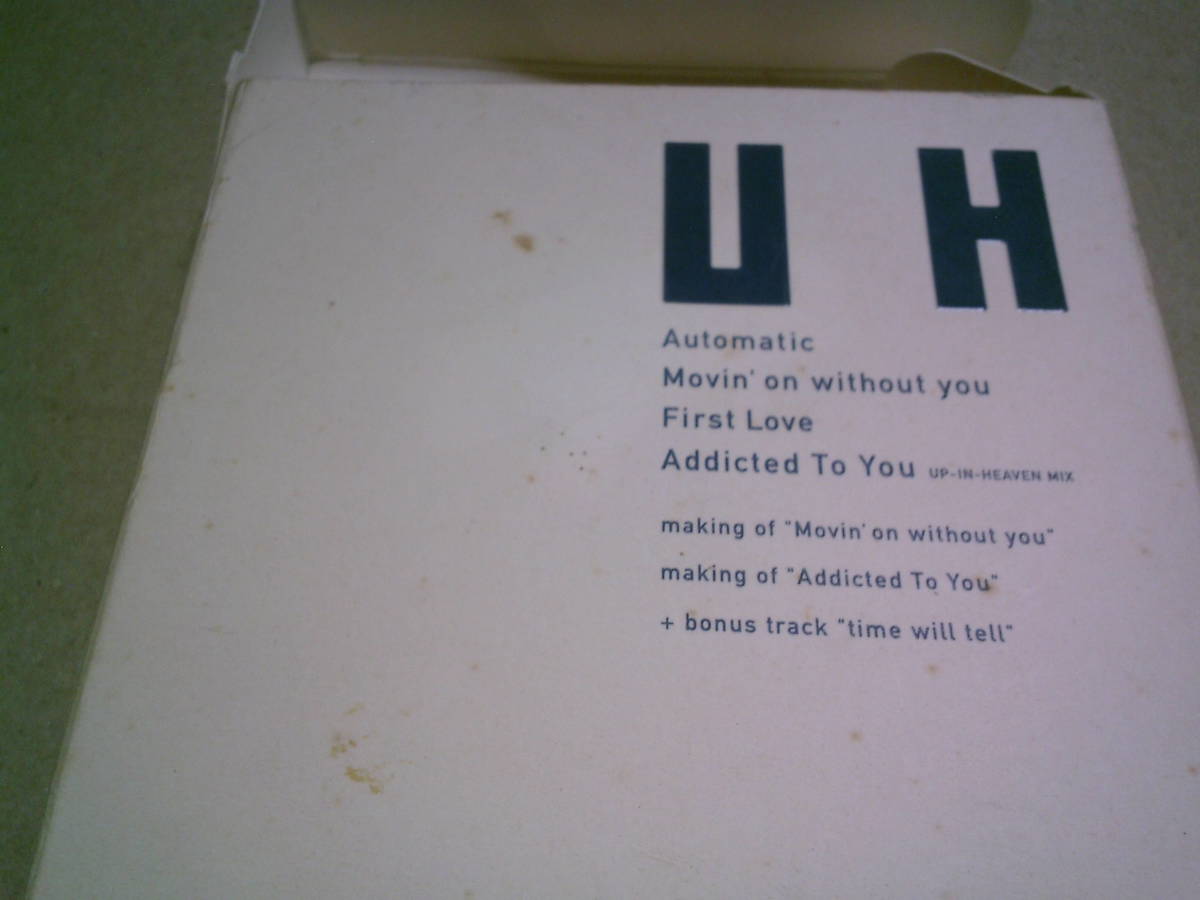 U H
Automatic
Movin' on without you
First Love
Addicted To You UP-IN-HEAVEN MIX
making of "Movin' on without you"
making of "Addicted To You"
+ bonus track "time will tell"